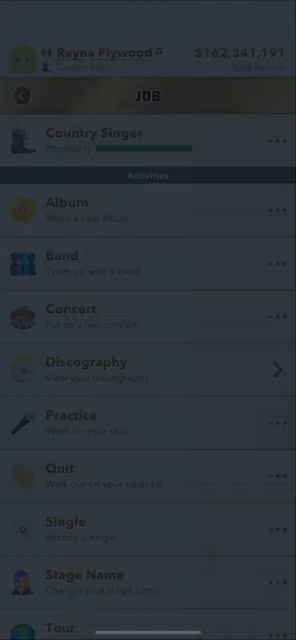 Reyna Plywood
$162,341,191
JOB
Country Singer
Popularity
Activities
Album
Make a new album
Band
Team up with a band
Concert
Put on a live concert
Discography
View your discography
Practice
Work on your skill
Quit
Walk out on your contract
Single
Record a single
Stage Name
Change your stage name
Tour